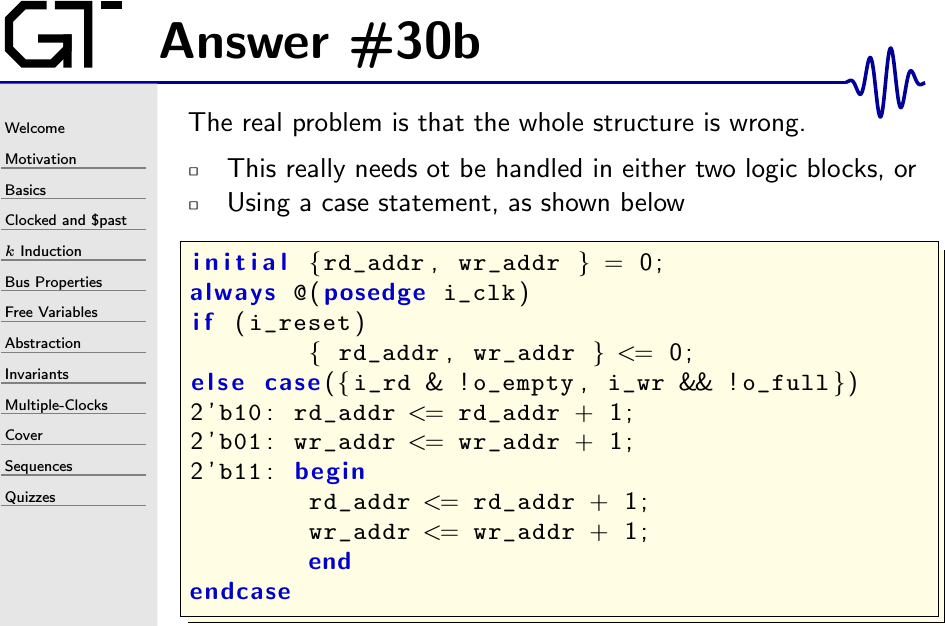 GT
Answer #30b
Welcome
Motivation
Basics
Clocked and $past
k Induction
Bus Properties
Free Variables
Abstraction
Invariants
Multiple-Clocks
Cover
Sequences
Quizzes
The real problem is that the whole structure is wrong.
This really needs ot be handled in either two logic blocks, or
Using a case statement, as shown below
initial {rd_addr, wr_addr } = 0;
always @(posedge i_clk)
if (i_reset)
{ rd_addr, wr_addr } <= 0;
else case({i_rd & !o_empty, i_wr && !o_full})
2'b10: rd_addr <= rd_addr + 1;
2'b01: wr_addr <= wr_addr + 1;
2'b11: begin
rd_addr <= rd_addr + 1;
wr_addr <= wr_addr + 1;
end
endcase